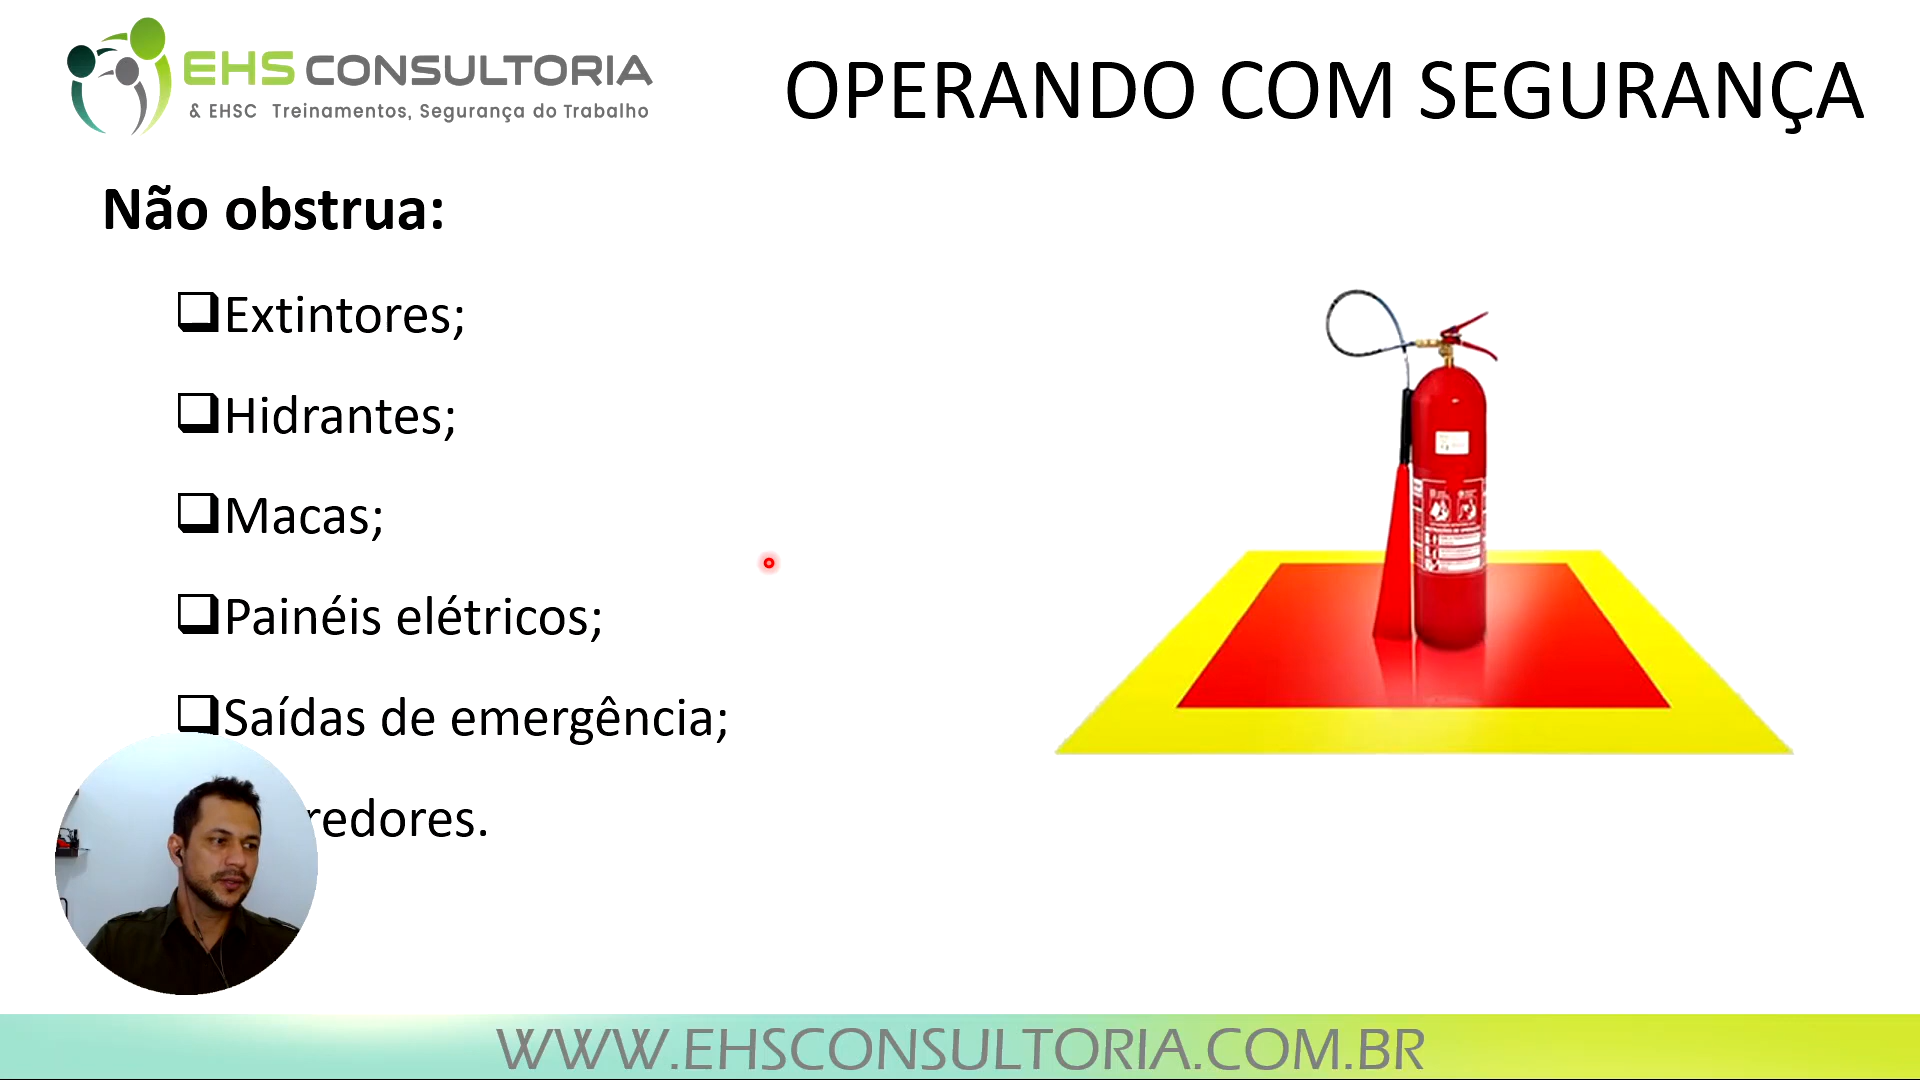 EHS CONSULTORIA
& EHSC Treinamentos, Segurança do Trabalho
OPERANDO COM SEGURANÇA
Não obstrua:
Extintores;
Hidrantes;
Macas;
Painéis elétricos;
Saídas de emergência;
redores.
WWW.EHSCONSULTORIA.COM.BR